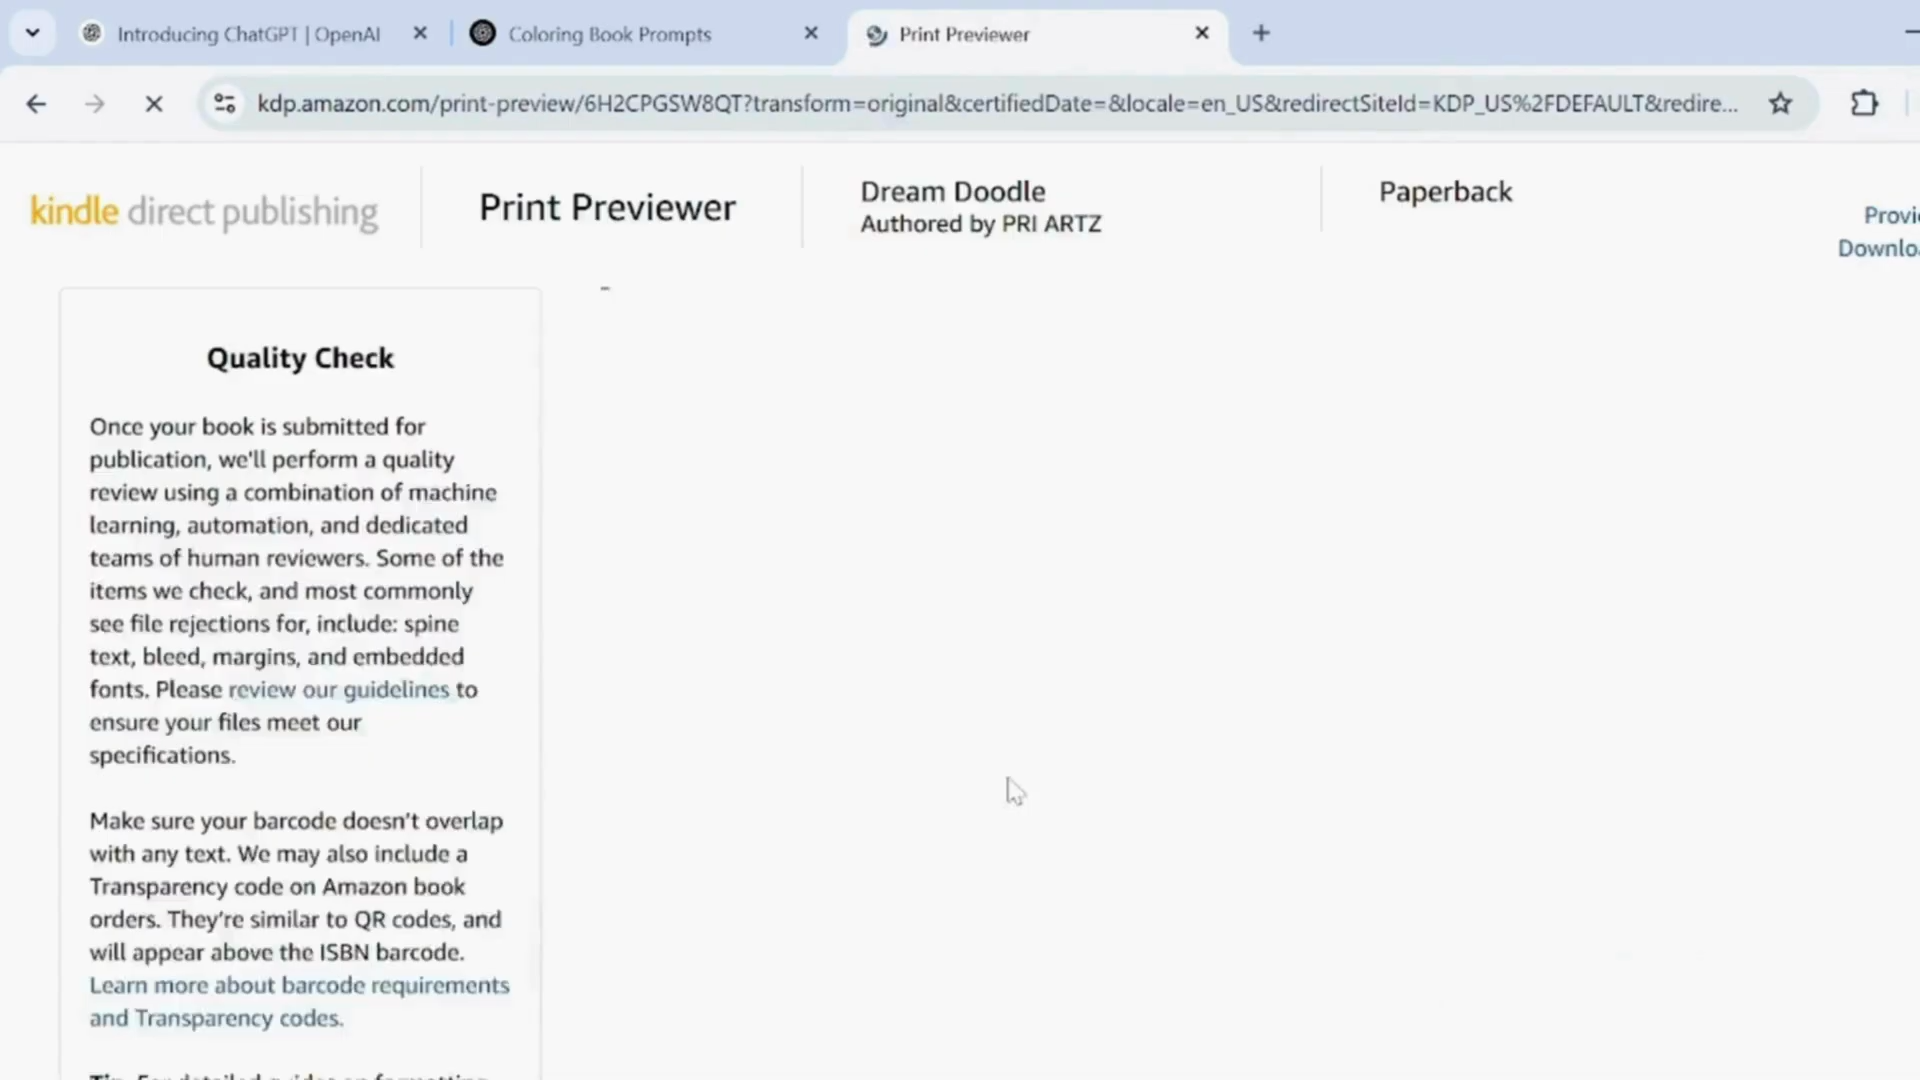 Introducing ChatGPT | OpenAI
Coloring Book Prompts
Print Previewer
kdp.amazon.com/print-preview/6H2CPGSW8QT?transform=original&certifiedDate=&locale=en_US&redirectSiteId=KDP_US%2FDEFAULT&redire...
kindle direct publishing
Print Previewer
Dream Doodle
Authored by PRI ARTZ
Paperback
Provi
Downlo
Quality Check
Once your book is submitted for
publication, we'll perform a quality
review using a combination of machine
learning, automation, and dedicated
teams of human reviewers. Some of the
items we check, and most commonly
see file rejections for, include: spine
text, bleed, margins, and embedded
fonts. Please review our guidelines to
ensure your files meet our
specifications.
Make sure your barcode doesn't overlap
with any text. We may also include a
Transparency code on Amazon book
orders. They're similar to QR codes, and
will appear above the ISBN barcode.
Learn more about barcode requirements
and Transparency codes.